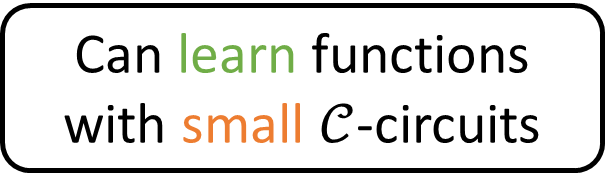 Can learn functions
with small 𝒞-circuits